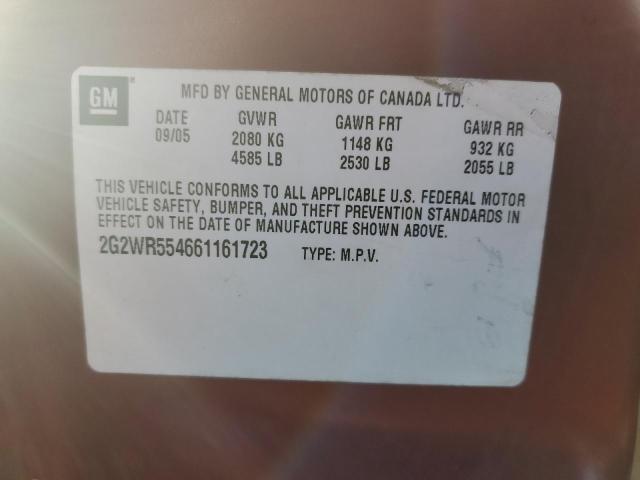 GM
MFD BY GENERAL MOTORS OF CANADA LTD.
DATE GVWR GAWR FRT GAWR RR
09/05 2080 KG 1148 KG 932 KG
4585 LB 2530 LB 2055 LB
THIS VEHICLE CONFORMS TO ALL APPLICABLE U.S. FEDERAL MOTOR
VEHICLE SAFETY, BUMPER, AND THEFT PREVENTION STANDARDS IN
EFFECT ON THE DATE OF MANUFACTURE SHOWN ABOVE.
2G2WR554661161723 TYPE: M.P.V.